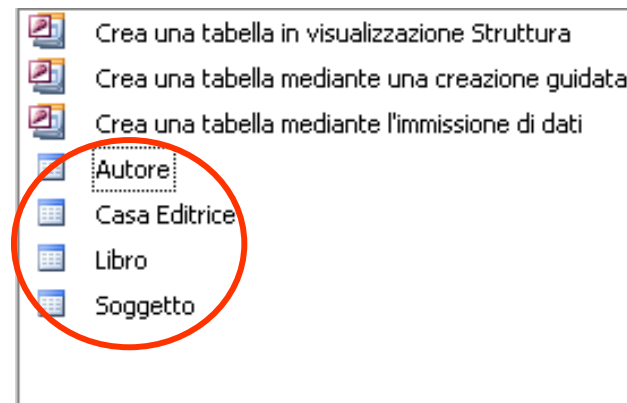 Crea una tabella in visualizzazione Struttura
Crea una tabella mediante una creazione guidata
Crea una tabella mediante l'immissione di dati
Autore
Casa Editrice
Libro
Soggetto